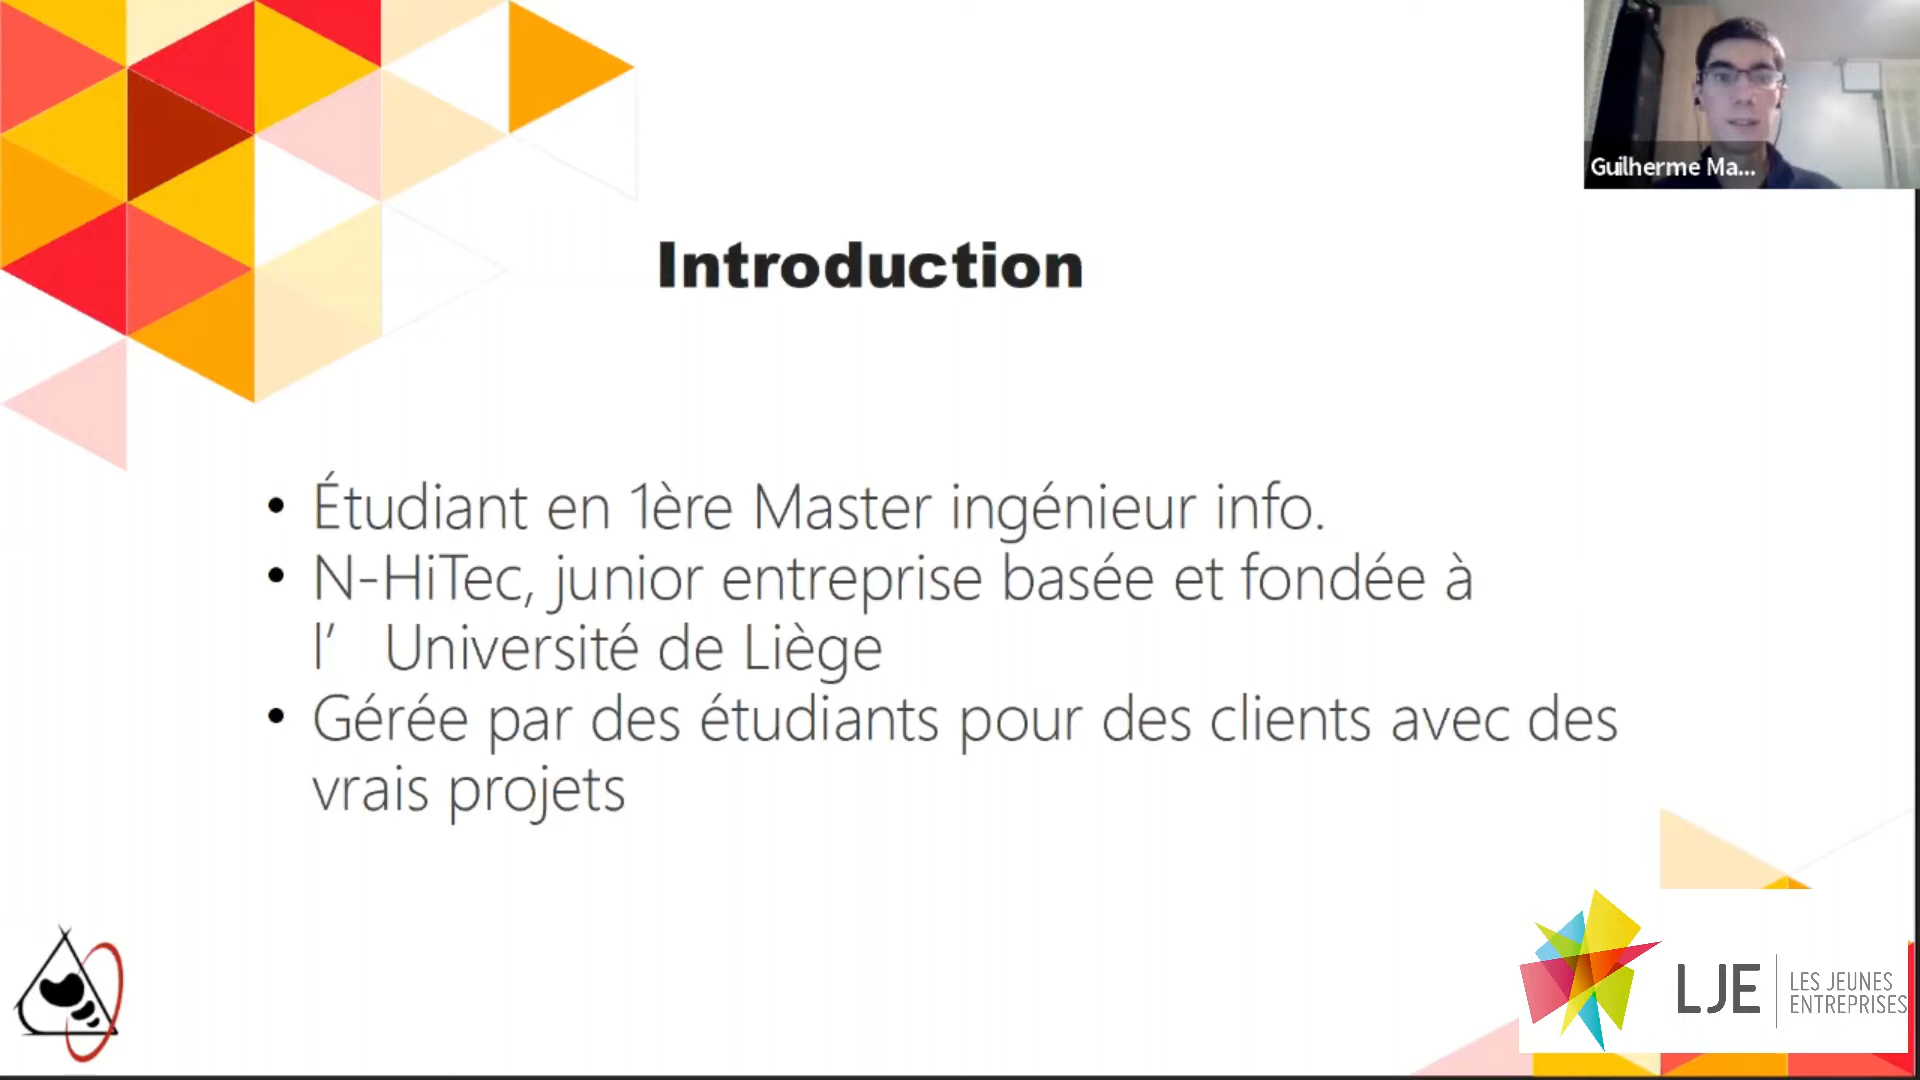 Guilherme Ma...
Introduction
• Étudiant en 1ère Master ingénieur info.
• N-HiTec, junior entreprise basée et fondée à
l’ Université de Liège
• Gérée par des étudiants pour des clients avec des
vrais projets
LJE
LES JEUNES
ENTREPRISES